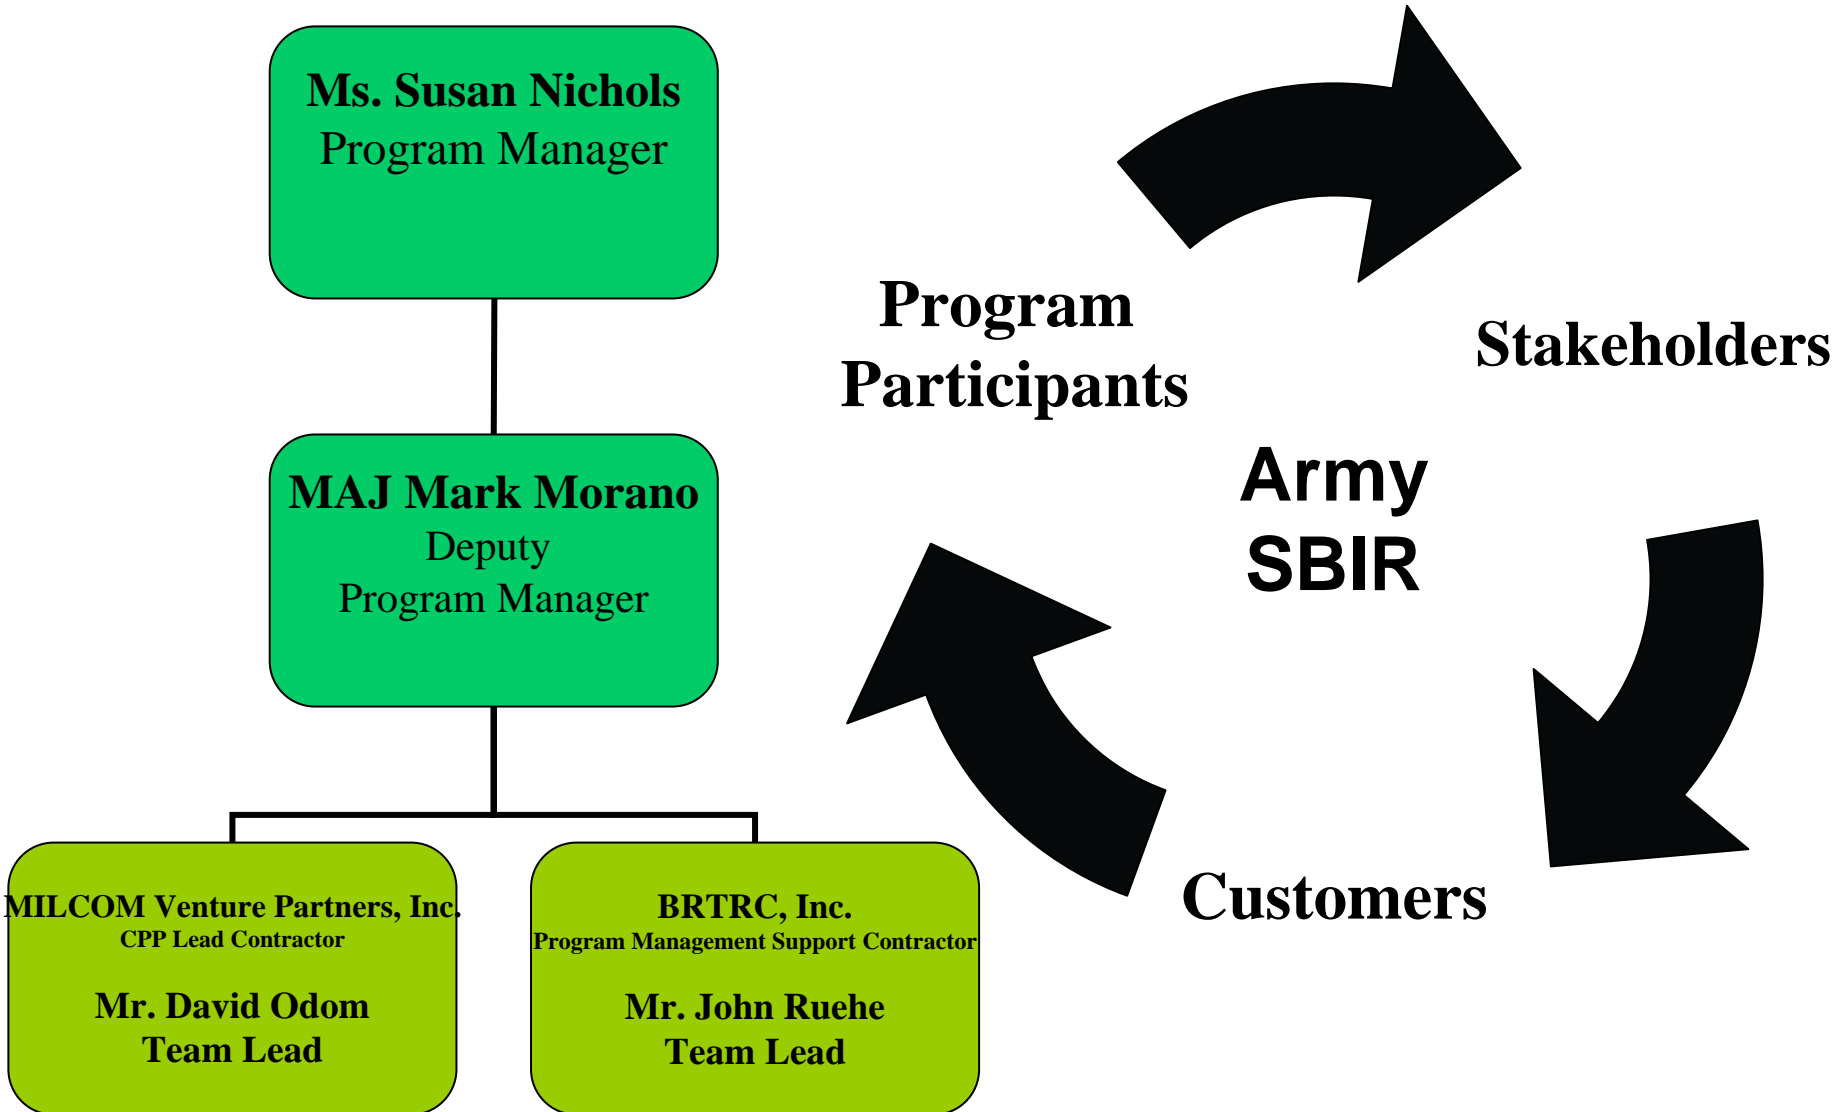 Ms. Susan Nichols
Program Manager
MAJ Mark Morano
Deputy
Program Manager
MILCOM Venture Partners, Inc.
CPP Lead Contractor
Mr. David Odom
Team Lead
BRTRC, Inc.
Program Management Support Contractor
Mr. John Ruehe
Team Lead
Program
Participants
Stakeholders
Army
SBIR
Customers